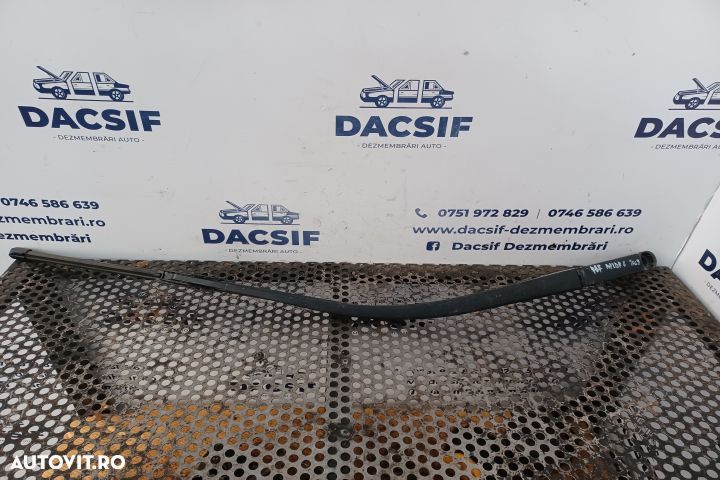 DACSIF
- DEZMEMBRĂRI AUTO -
DACSIF
- DEZMEMBRĂRI AUTO -
DACSIF
- DEZMEMBRĂRI AUTO -
0746 586 639
ezmembrari.ro
f Dezmembrări
DACSIF
- DEZMEMBRĂRI AUTO -
0751 972 829 / 0746 586 639
www.dacsif-dezmembrari.ro
Dacsif Dezmembrări
AUTOVIT.RO